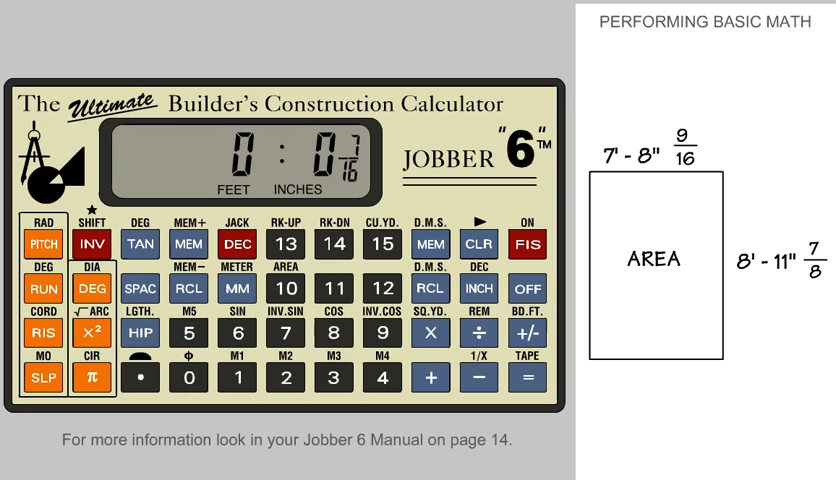 PERFORMING BASIC MATH
The Ultimate Builder's Construction Calculator
0 : 0 7/16
FEET INCHES
JOBBER "6"™
RAD SHIFT DEG MEM+ JACK RK-UP RK-DN CU.YD. D.M.S. ► ON
PITCH INV TAN MEM DEC 13 14 15 MEM CLR FIS
DEG DIA MEM− METER AREA D.M.S. DEC
RUN DEG SPAC RCL MM 10 11 12 RCL INCH OFF
CORD √ARC LGTH. M5 SIN INV.SIN COS INV.COS SQ.YD. REM BD.FT.
RIS X² HIP 5 6 7 8 9 X ÷ +/-
MO CIR Φ M1 M2 M3 M4 1/X TAPE
SLP π • 0 1 2 3 4 + − =
For more information look in your Jobber 6 Manual on page 14.
7' - 8" 9/16
AREA
8' - 11" 7/8